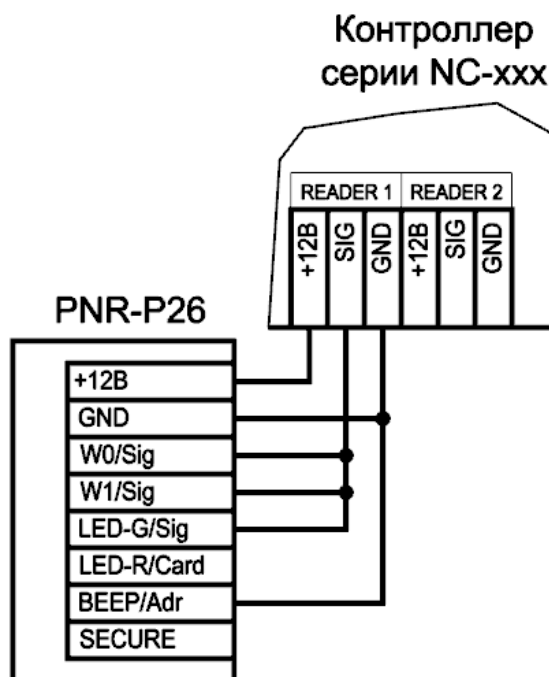 Контроллер
серии NC-xxx
READER 1 READER 2
+12В SIG GND +12В SIG GND
PNR-P26
+12В
GND
W0/Sig
W1/Sig
LED-G/Sig
LED-R/Card
BEEP/Adr
SECURE